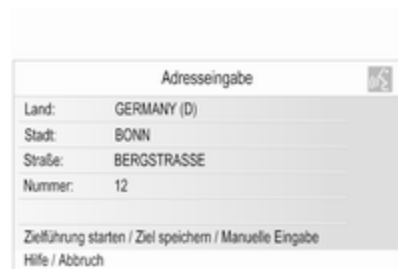 Adresseingabe
Land: GERMANY (D)
Stadt: BONN
Straße: BERGSTRASSE
Nummer: 12
Zielführung starten / Ziel speichern / Manuelle Eingabe
Hilfe / Abbruch